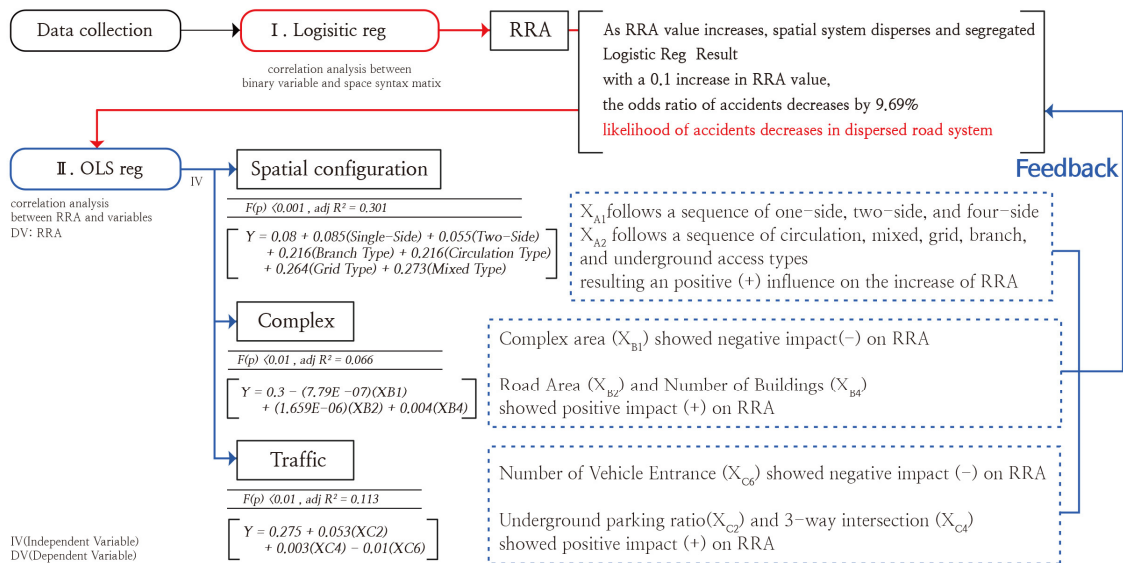 Data collection
Ⅰ. Logisitic reg
RRA
correlation analysis between
binary variable and space syntax matix
As RRA value increases, spatial system disperses and segregated
Logistic Reg Result
with a 0.1 increase in RRA value,
the odds ratio of accidents decreases by 9.69%
likelihood of accidents decreases in dispersed road system
Feedback
Ⅱ. OLS reg
IV
correlation analysis
between RRA and variables
DV: RRA
Spatial configuration
F(p) <0.001 , adj R² = 0.301
Y = 0.08 + 0.085(Single-Side) + 0.055(Two-Side)
+ 0.216(Branch Type) + 0.216(Circulation Type)
+ 0.264(Grid Type) + 0.273(Mixed Type)
X_A1 follows a sequence of one-side, two-side, and four-side
X_A2 follows a sequence of circulation, mixed, grid, branch,
and underground access types
resulting an positive (+) influence on the increase of RRA
Complex
F(p) <0.01 , adj R² = 0.066
Y = 0.3 − (7.79E −07)(XB1)
+ (1.659E-06)(XB2) + 0.004(XB4)
Complex area (X_B1) showed negative impact(−) on RRA
Road Area (X_B2) and Number of Buildings (X_B4)
showed positive impact (+) on RRA
Traffic
F(p) <0.01 , adj R² = 0.113
Y = 0.275 + 0.053(XC2)
+ 0.003(XC4) − 0.01(XC6)
Number of Vehicle Entrance (X_C6) showed negative impact (−) on RRA
Underground parking ratio(X_C2) and 3-way intersection (X_C4)
showed positive impact (+) on RRA
IV(Independent Variable)
DV(Dependent Variable)